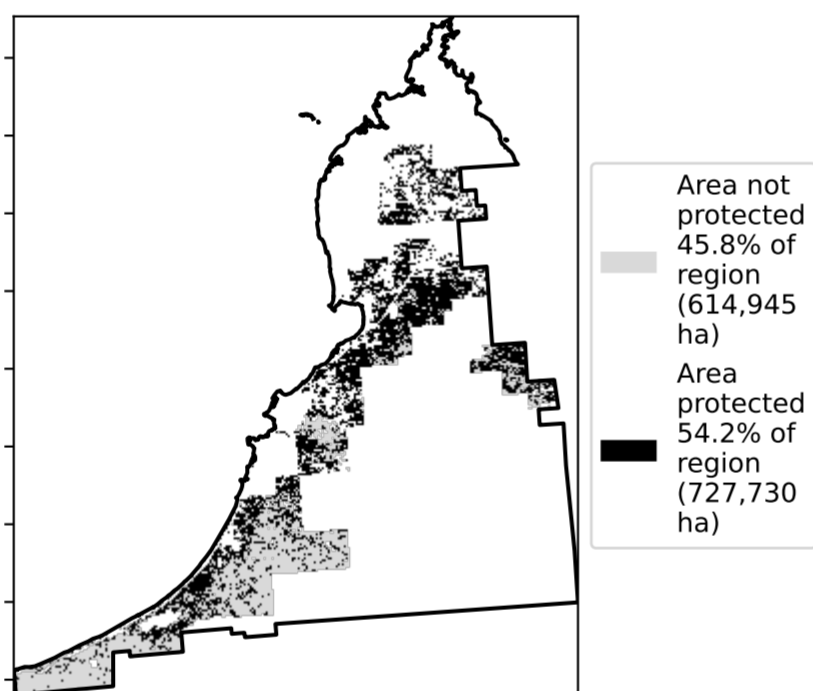 Area not
protected
45.8% of
region
(614,945
ha)
Area
protected
54.2% of
region
(727,730
ha)